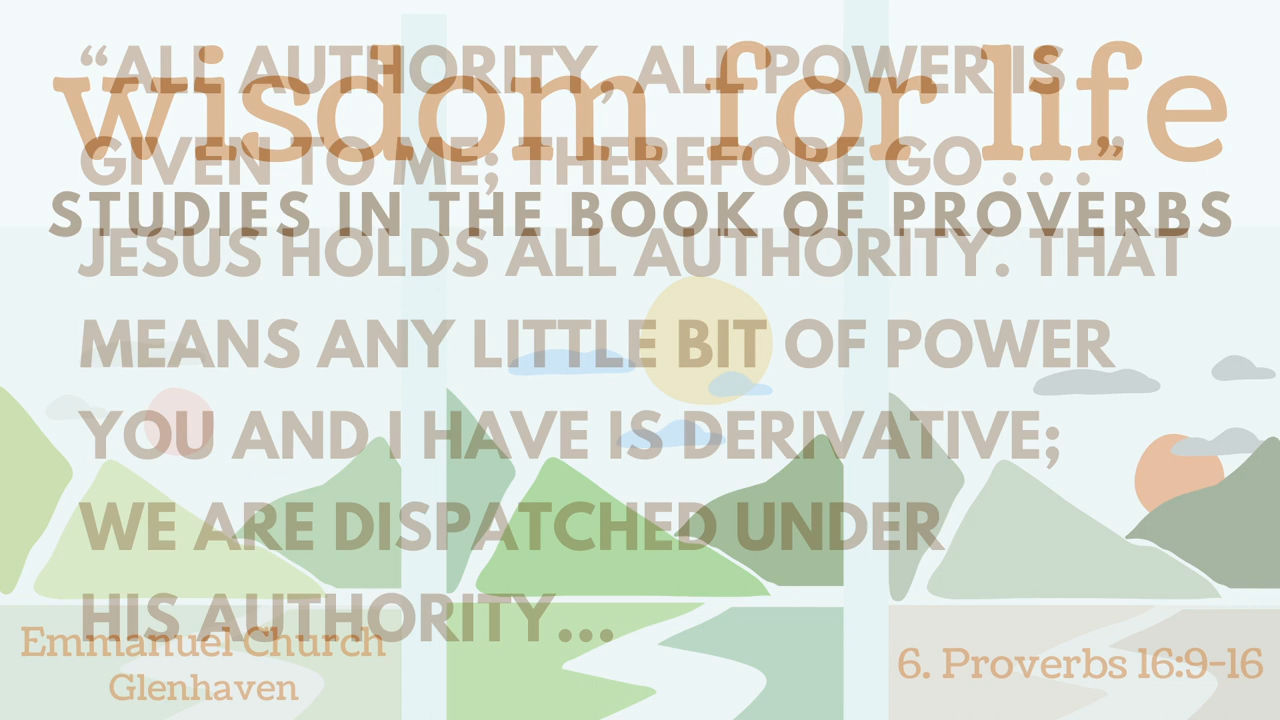 wisdom for life
STUDIES IN THE BOOK OF PROVERBS
“ALL AUTHORITY, ALL POWER IS
GIVEN TO ME; THEREFORE GO . . .”
JESUS HOLDS ALL AUTHORITY. THAT
MEANS ANY LITTLE BIT OF POWER
YOU AND I HAVE IS DERIVATIVE;
WE ARE DISPATCHED UNDER
HIS AUTHORITY...
Emmanuel Church
Glenhaven
6. Proverbs 16:9-16